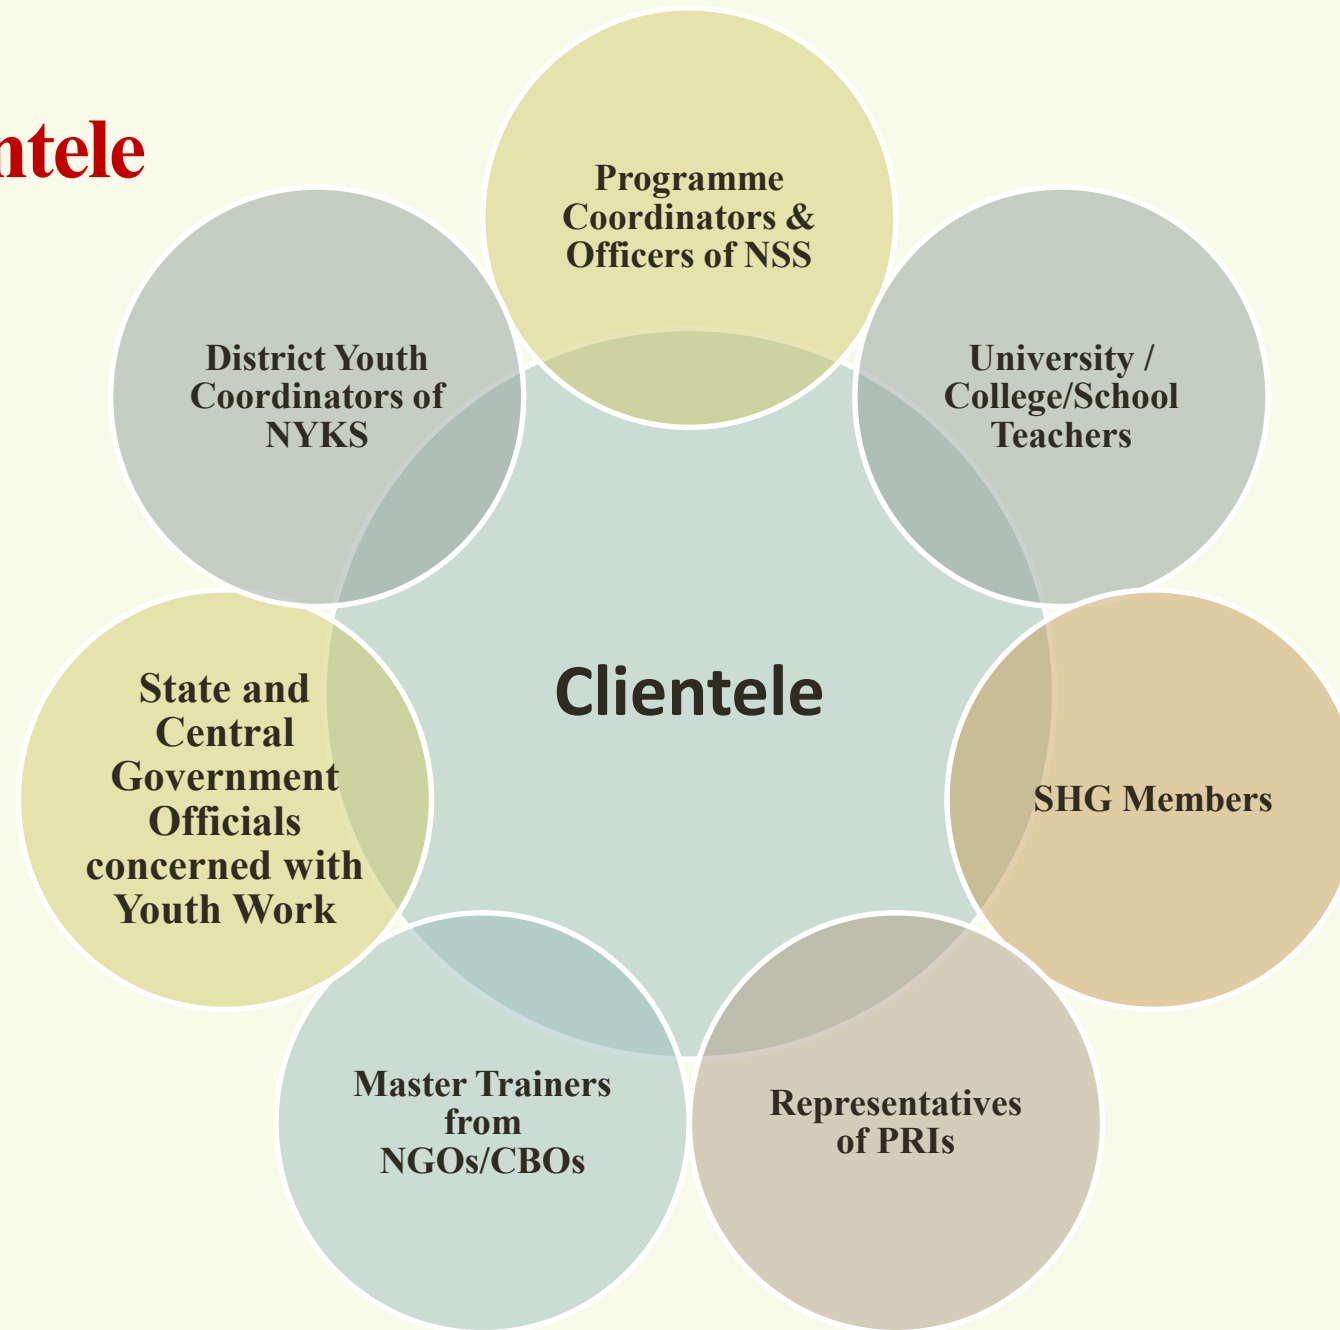 ntele
Programme
Coordinators &
Officers of NSS
District Youth
Coordinators of
NYKS
University /
College/School
Teachers
State and
Central
Government
Officials
concerned with
Youth Work
Clientele
SHG Members
Master Trainers
from
NGOs/CBOs
Representatives
of PRIs